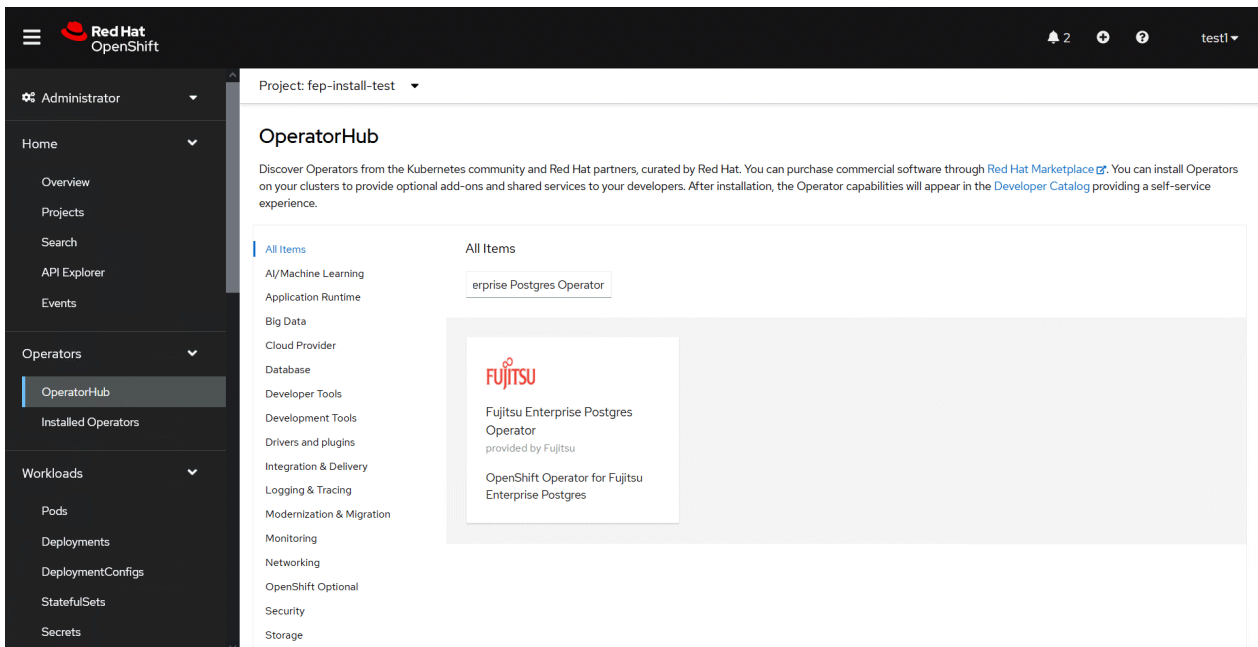 Red Hat
OpenShift
2
test1
Administrator
Home
Overview
Projects
Search
API Explorer
Events
Operators
OperatorHub
Installed Operators
Workloads
Pods
Deployments
DeploymentConfigs
StatefulSets
Secrets
Project: fep-install-test
OperatorHub
Discover Operators from the Kubernetes community and Red Hat partners, curated by Red Hat. You can purchase commercial software through Red Hat Marketplace. You can install Operators
on your clusters to provide optional add-ons and shared services to your developers. After installation, the Operator capabilities will appear in the Developer Catalog providing a self-service
experience.
All Items
AI/Machine Learning
Application Runtime
Big Data
Cloud Provider
Database
Developer Tools
Development Tools
Drivers and plugins
Integration & Delivery
Logging & Tracing
Modernization & Migration
Monitoring
Networking
OpenShift Optional
Security
Storage
All Items
erprise Postgres Operator
FUJITSU
Fujitsu Enterprise Postgres
Operator
provided by Fujitsu
OpenShift Operator for Fujitsu
Enterprise Postgres